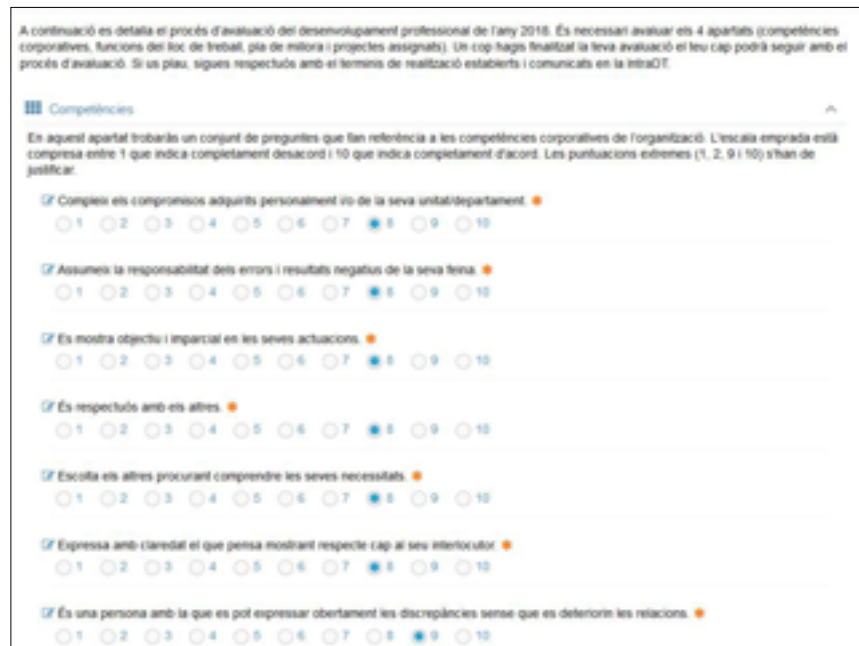 A continuació es detalla el procés d'avaluació del desenvolupament professional de l'any 2018. És necessari avaluar els 4 apartats (competències
corporatives, funcions del lloc de treball, pla de millora i projectes assignats). Un cop hagis finalitzat la teva avaluació el teu cap podrà seguir amb el
procés d'avaluació. Si us plau, sigues respectuós amb el terminis de realització establerts i comunicats en la IntraDT.
Competències
En aquest apartat trobaràs un conjunt de preguntes que fan referència a les competències corporatives de l'organització. L'escala emprada està
compresa entre 1 que indica completament desacord i 10 que indica completament d'acord. Les puntuacions extremes (1, 2, 9 i 10) s'han de
justificar.
Compleix els compromisos adquirits personalment i/o de la seva unitat/departament.
1 2 3 4 5 6 7 8 9 10
Assumeix la responsabilitat dels errors i resultats negatius de la seva feina.
1 2 3 4 5 6 7 8 9 10
Es mostra objectiu i imparcial en les seves actuacions.
1 2 3 4 5 6 7 8 9 10
És respectuós amb els altres.
1 2 3 4 5 6 7 8 9 10
Escolta els altres procurant comprendre les seves necessitats.
1 2 3 4 5 6 7 8 9 10
Expressa amb claredat el que pensa mostrant respecte cap al seu interlocutor.
1 2 3 4 5 6 7 8 9 10
És una persona amb la que es pot expressar obertament les discrepàncies sense que es deteriorin les relacions.
1 2 3 4 5 6 7 8 9 10